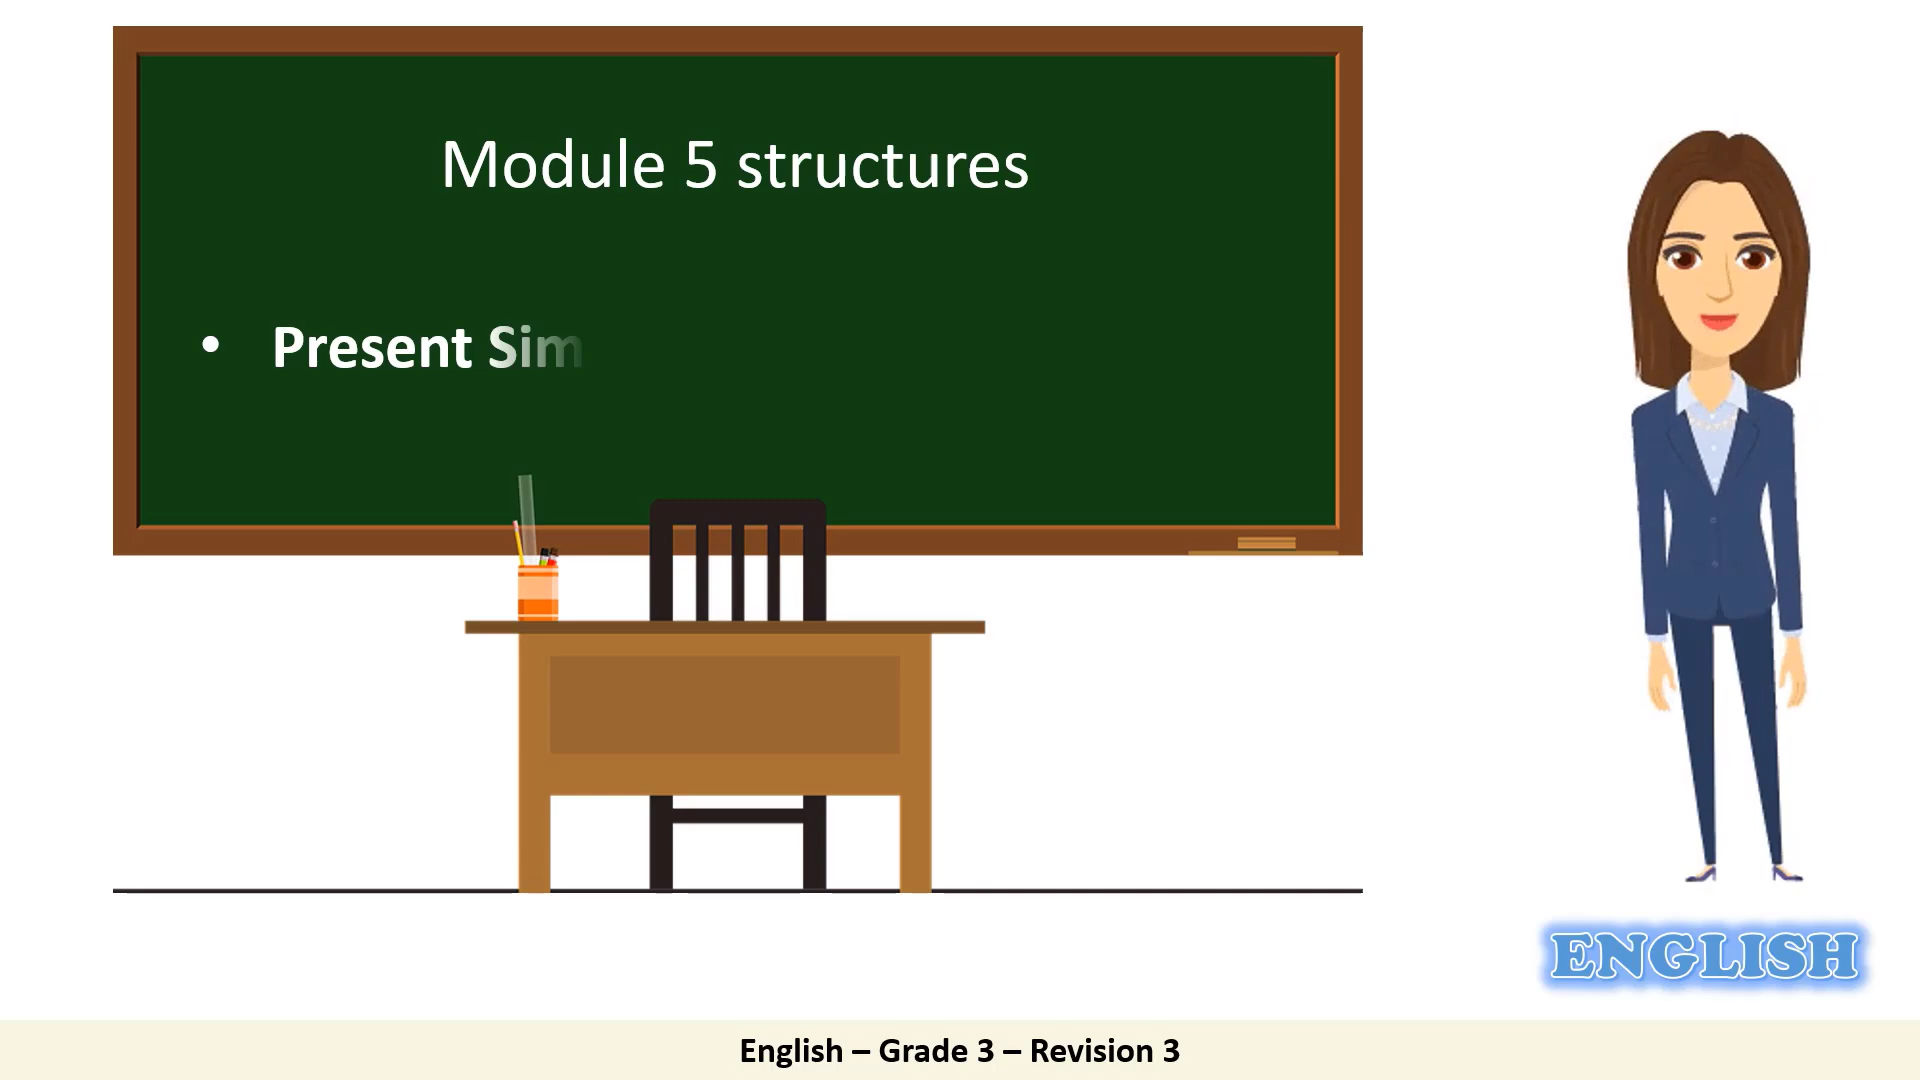 Module 5 structures
• Present Sim
ENGLISH
English – Grade 3 – Revision 3